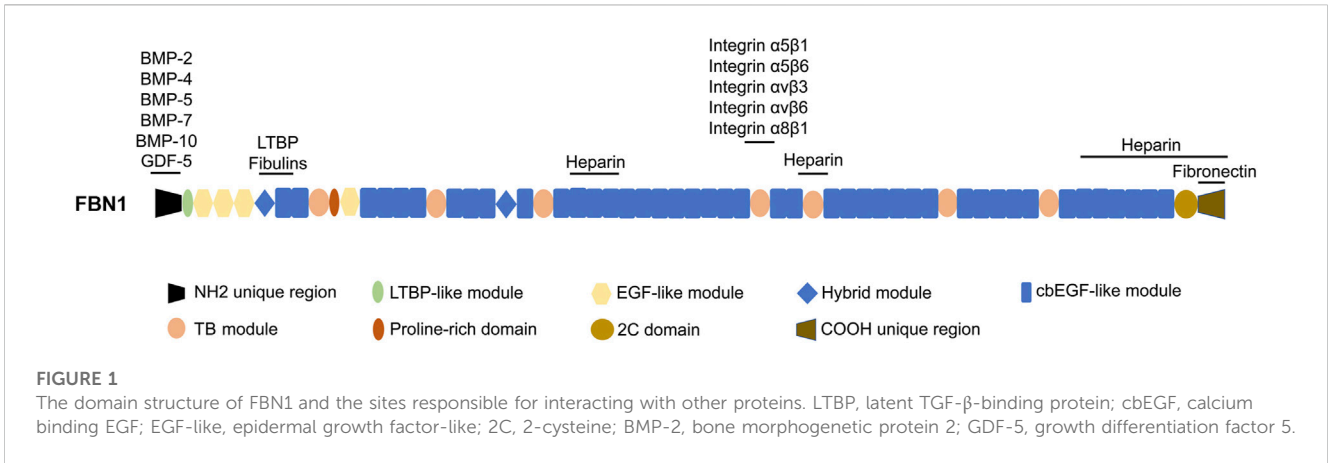 BMP-2
BMP-4
BMP-5
BMP-7
BMP-10
GDF-5
LTBP
Fibulins
Heparin
Integrin α5β1
Integrin α5β6
Integrin αvβ3
Integrin αvβ6
Integrin α8β1
Heparin
Heparin
Fibronectin
FBN1
NH2 unique region
LTBP-like module
EGF-like module
Hybrid module
cbEGF-like module
TB module
Proline-rich domain
2C domain
COOH unique region
FIGURE 1
The domain structure of FBN1 and the sites responsible for interacting with other proteins. LTBP, latent TGF-β-binding protein; cbEGF, calcium
binding EGF; EGF-like, epidermal growth factor-like; 2C, 2-cysteine; BMP-2, bone morphogenetic protein 2; GDF-5, growth differentiation factor 5.